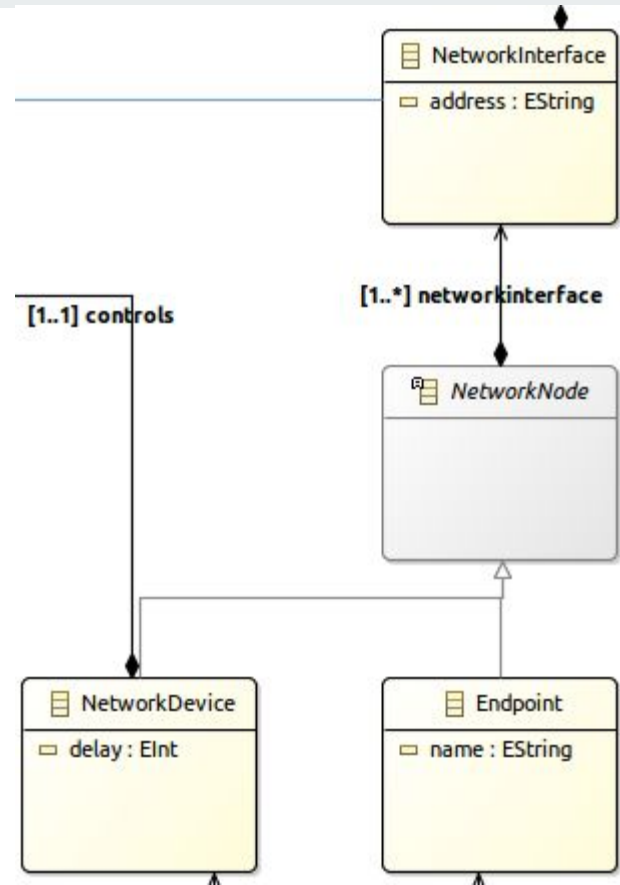 NetworkInterface
address : EString
[1..*] networkinterface
[1..1] controls
NetworkNode
NetworkDevice
delay : EInt
Endpoint
name : EString